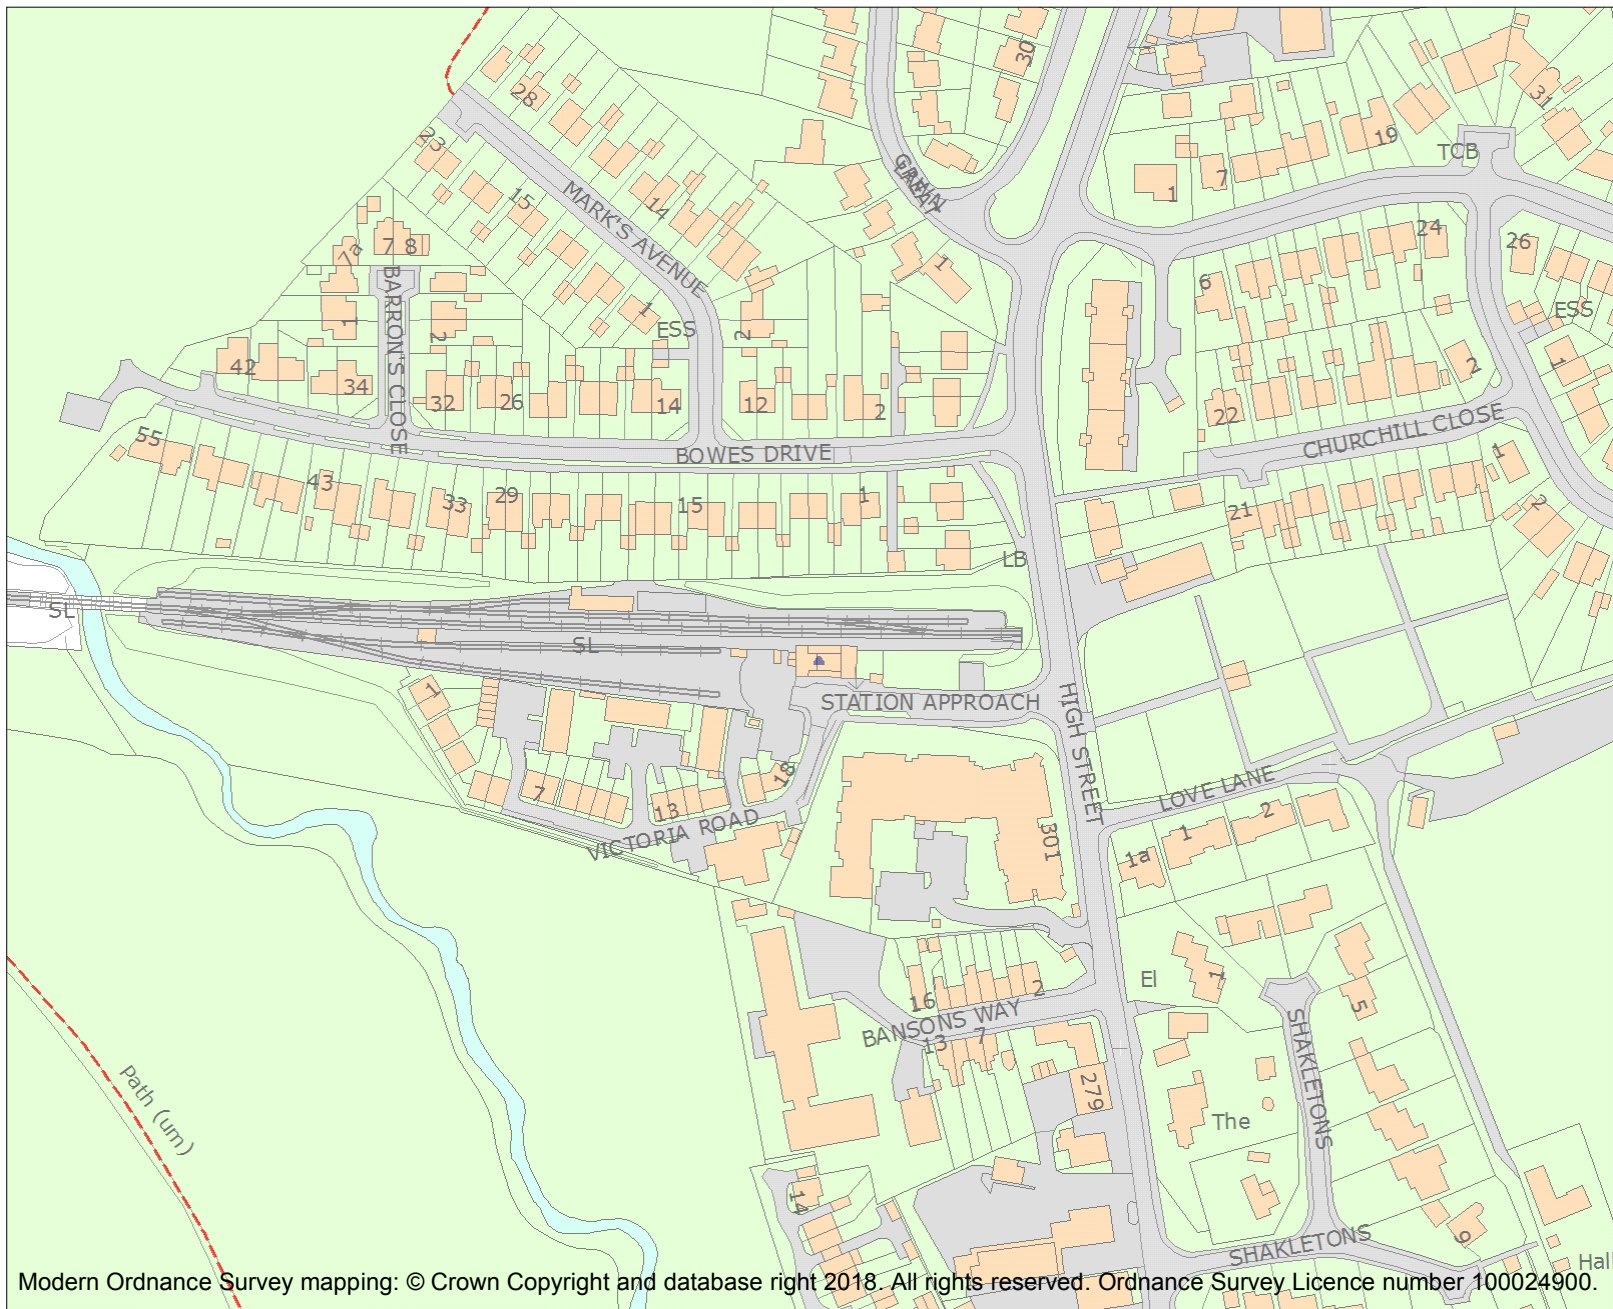 28
30
31
23
19
TCB
15
MARK'S AVENUE
14
1
7
7a
7
8
24
26
1
BARRON'S CLOSE
1
2
1
ESS
2
6
ESS
42
34
32
26
14
12
2
2
1
22
55
BOWES DRIVE
CHURCHILL CLOSE
43
33
29
15
1
21
1
2
LB
SL
SL
1
STATION APPROACH
HIGH STREET
7
13
18
VICTORIA ROAD
LOVE LANE
301
1a
1
2
16
2
El
1
5
BANSONS WAY
13
7
SHAKLETONS
279
The
Path (um)
14
SHAKLETONS
9
Hall
Modern Ordnance Survey mapping: © Crown Copyright and database right 2018. All rights reserved. Ordnance Survey Licence number 100024900.